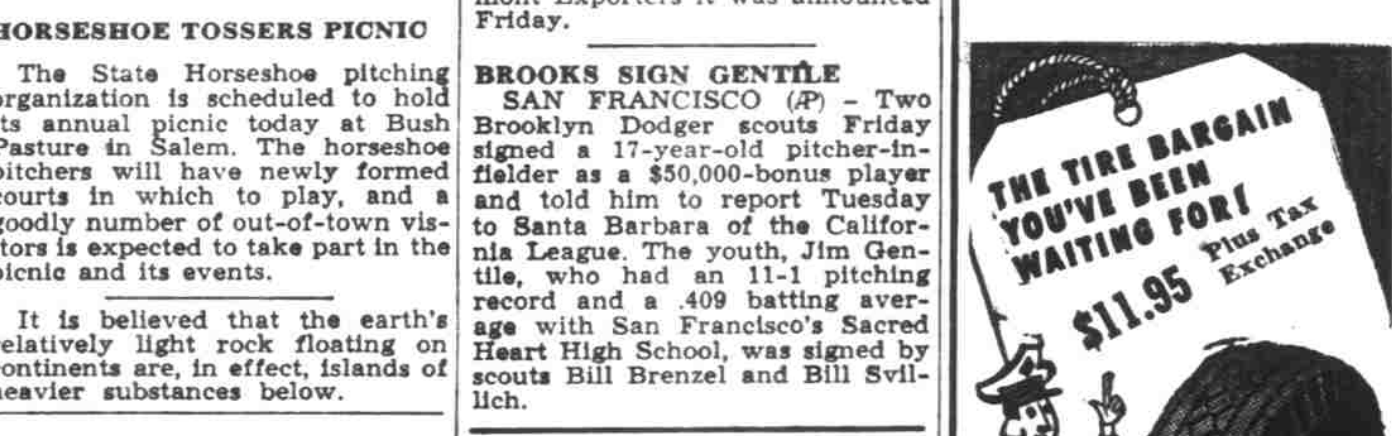 HORSESHOE TOSSERS PICNIC
The State Horseshoe pitching
organization is scheduled to hold
ts annual picnic today at Bush
Pasture in Salem. The horseshoe
pitchers will have newly formed
courts in which to play, and a
goodly number of out-of-town vis-
tors is expected to take part in the
picnic and its events.
It is believed that the earth's
relatively light rock floating on
continents are, in effect, islands of
heavier substances below.
mont Exporters it was announced
Friday.
BROOKS SIGN GENTILE
SAN FRANCISCO (AP) – Two
Brooklyn Dodger scouts Friday
signed a 17-year-old pitcher-in-
fielder as a $50,000-bonus player
and told him to report Tuesday
to Santa Barbara of the Califor-
nia League. The youth, Jim Gen-
tile, who had an 11-1 pitching
record and a .409 batting aver-
age with San Francisco's Sacred
Heart High School, was signed by
scouts Bill Brenzel and Bill Svil-
lich.
THE TIRE BARGAIN
YOU'VE BEEN
WAITING FOR!
$11.95 Plus Tax
Exchange